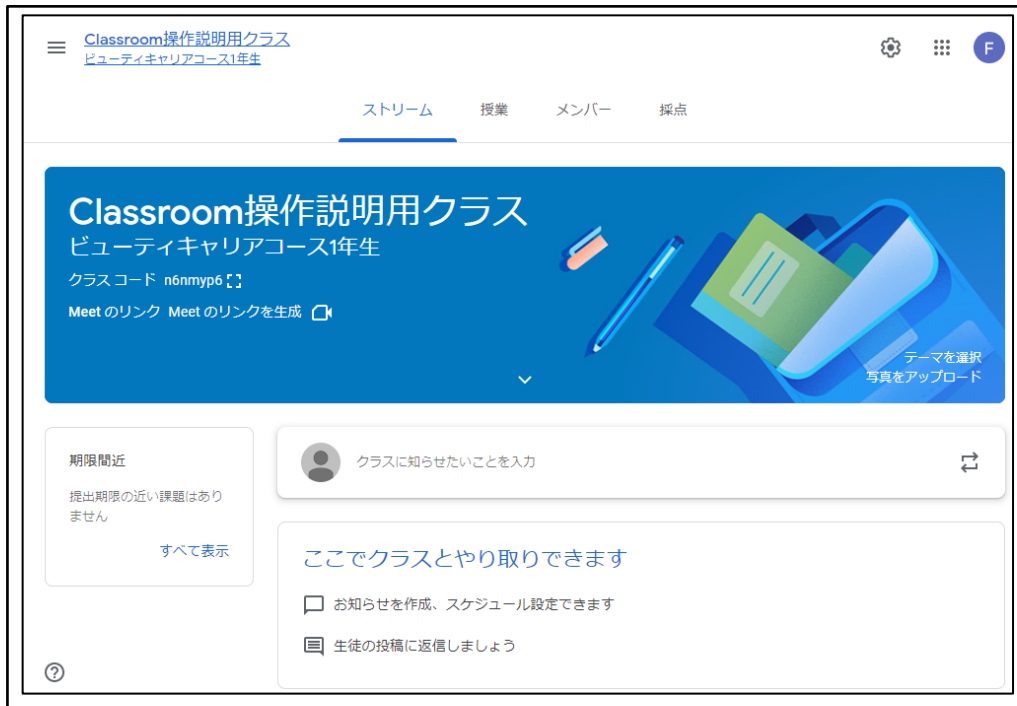 Classroom操作説明用クラス
ビューティキャリアコース1年生
F
ストリーム 授業 メンバー 採点
Classroom操作説明用クラス
ビューティキャリアコース1年生
クラス コード n6nmyp6
Meet のリンク Meet のリンクを生成
テーマを選択
写真をアップロード
期限間近
提出期限の近い課題はあり
ません
すべて表示
クラスに知らせたいことを入力
ここでクラスとやり取りできます
お知らせを作成、スケジュール設定できます
生徒の投稿に返信しましょう